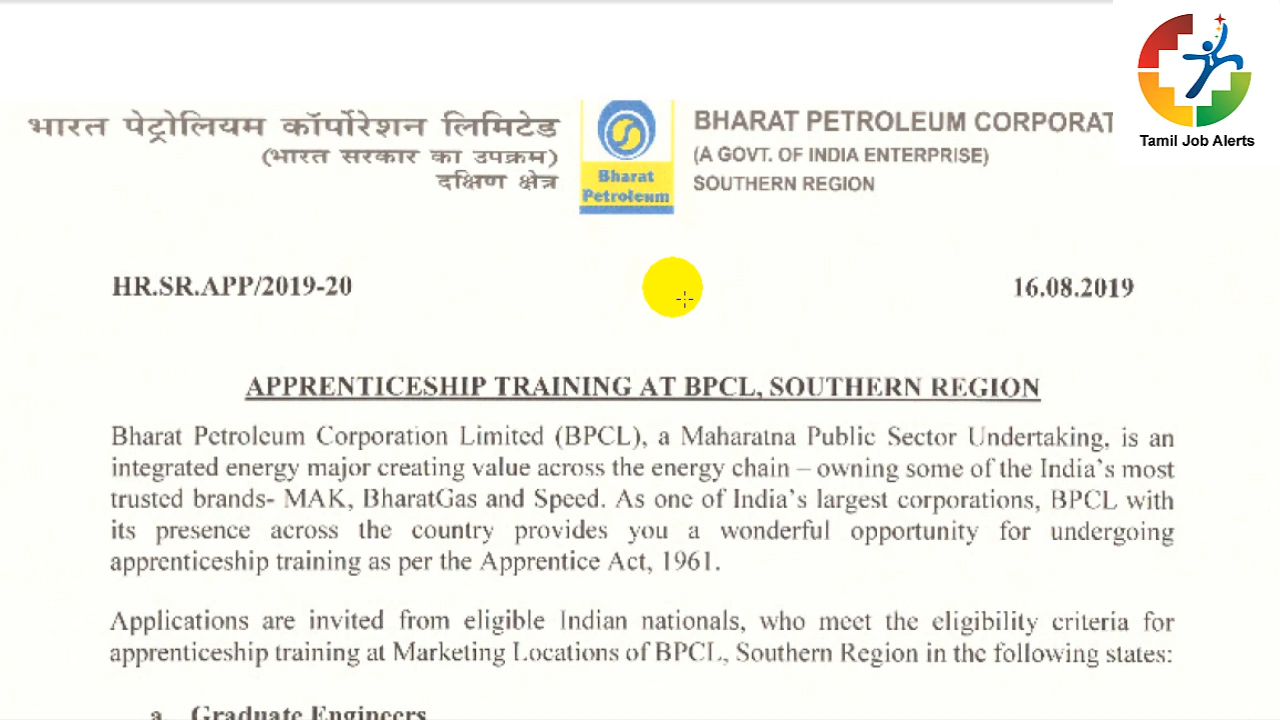 भारत पेट्रोलियम कॉर्पोरेशन लिमिटेड
(भारत सरकार का उपक्रम)
दक्षिण क्षेत्र
Bharat
Petroleum
BHARAT PETROLEUM CORPORAT
(A GOVT. OF INDIA ENTERPRISE)
SOUTHERN REGION
Tamil Job Alerts
HR.SR.APP/2019-20
16.08.2019
APPRENTICESHIP TRAINING AT BPCL, SOUTHERN REGION
Bharat Petroleum Corporation Limited (BPCL), a Maharatna Public Sector Undertaking, is an
integrated energy major creating value across the energy chain – owning some of the India's most
trusted brands- MAK, BharatGas and Speed. As one of India's largest corporations, BPCL with
its presence across the country provides you a wonderful opportunity for undergoing
apprenticeship training as per the Apprentice Act, 1961.
Applications are invited from eligible Indian nationals, who meet the eligibility criteria for
apprenticeship training at Marketing Locations of BPCL, Southern Region in the following states:
a. Graduate Engineers